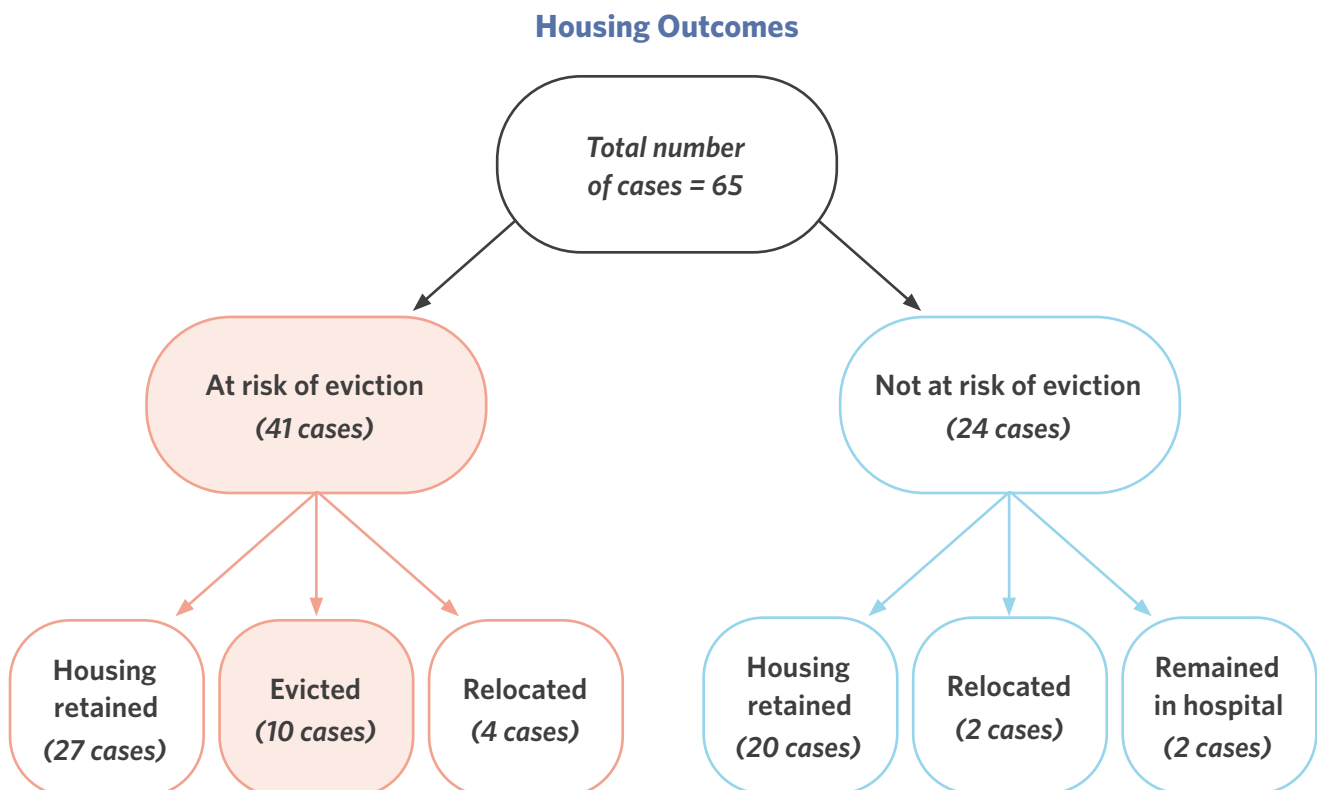 Housing Outcomes
Total number
of cases = 65
At risk of eviction
(41 cases)
Not at risk of eviction
(24 cases)
Housing
retained
(27 cases)
Evicted
(10 cases)
Relocated
(4 cases)
Housing
retained
(20 cases)
Relocated
(2 cases)
Remained
in hospital
(2 cases)